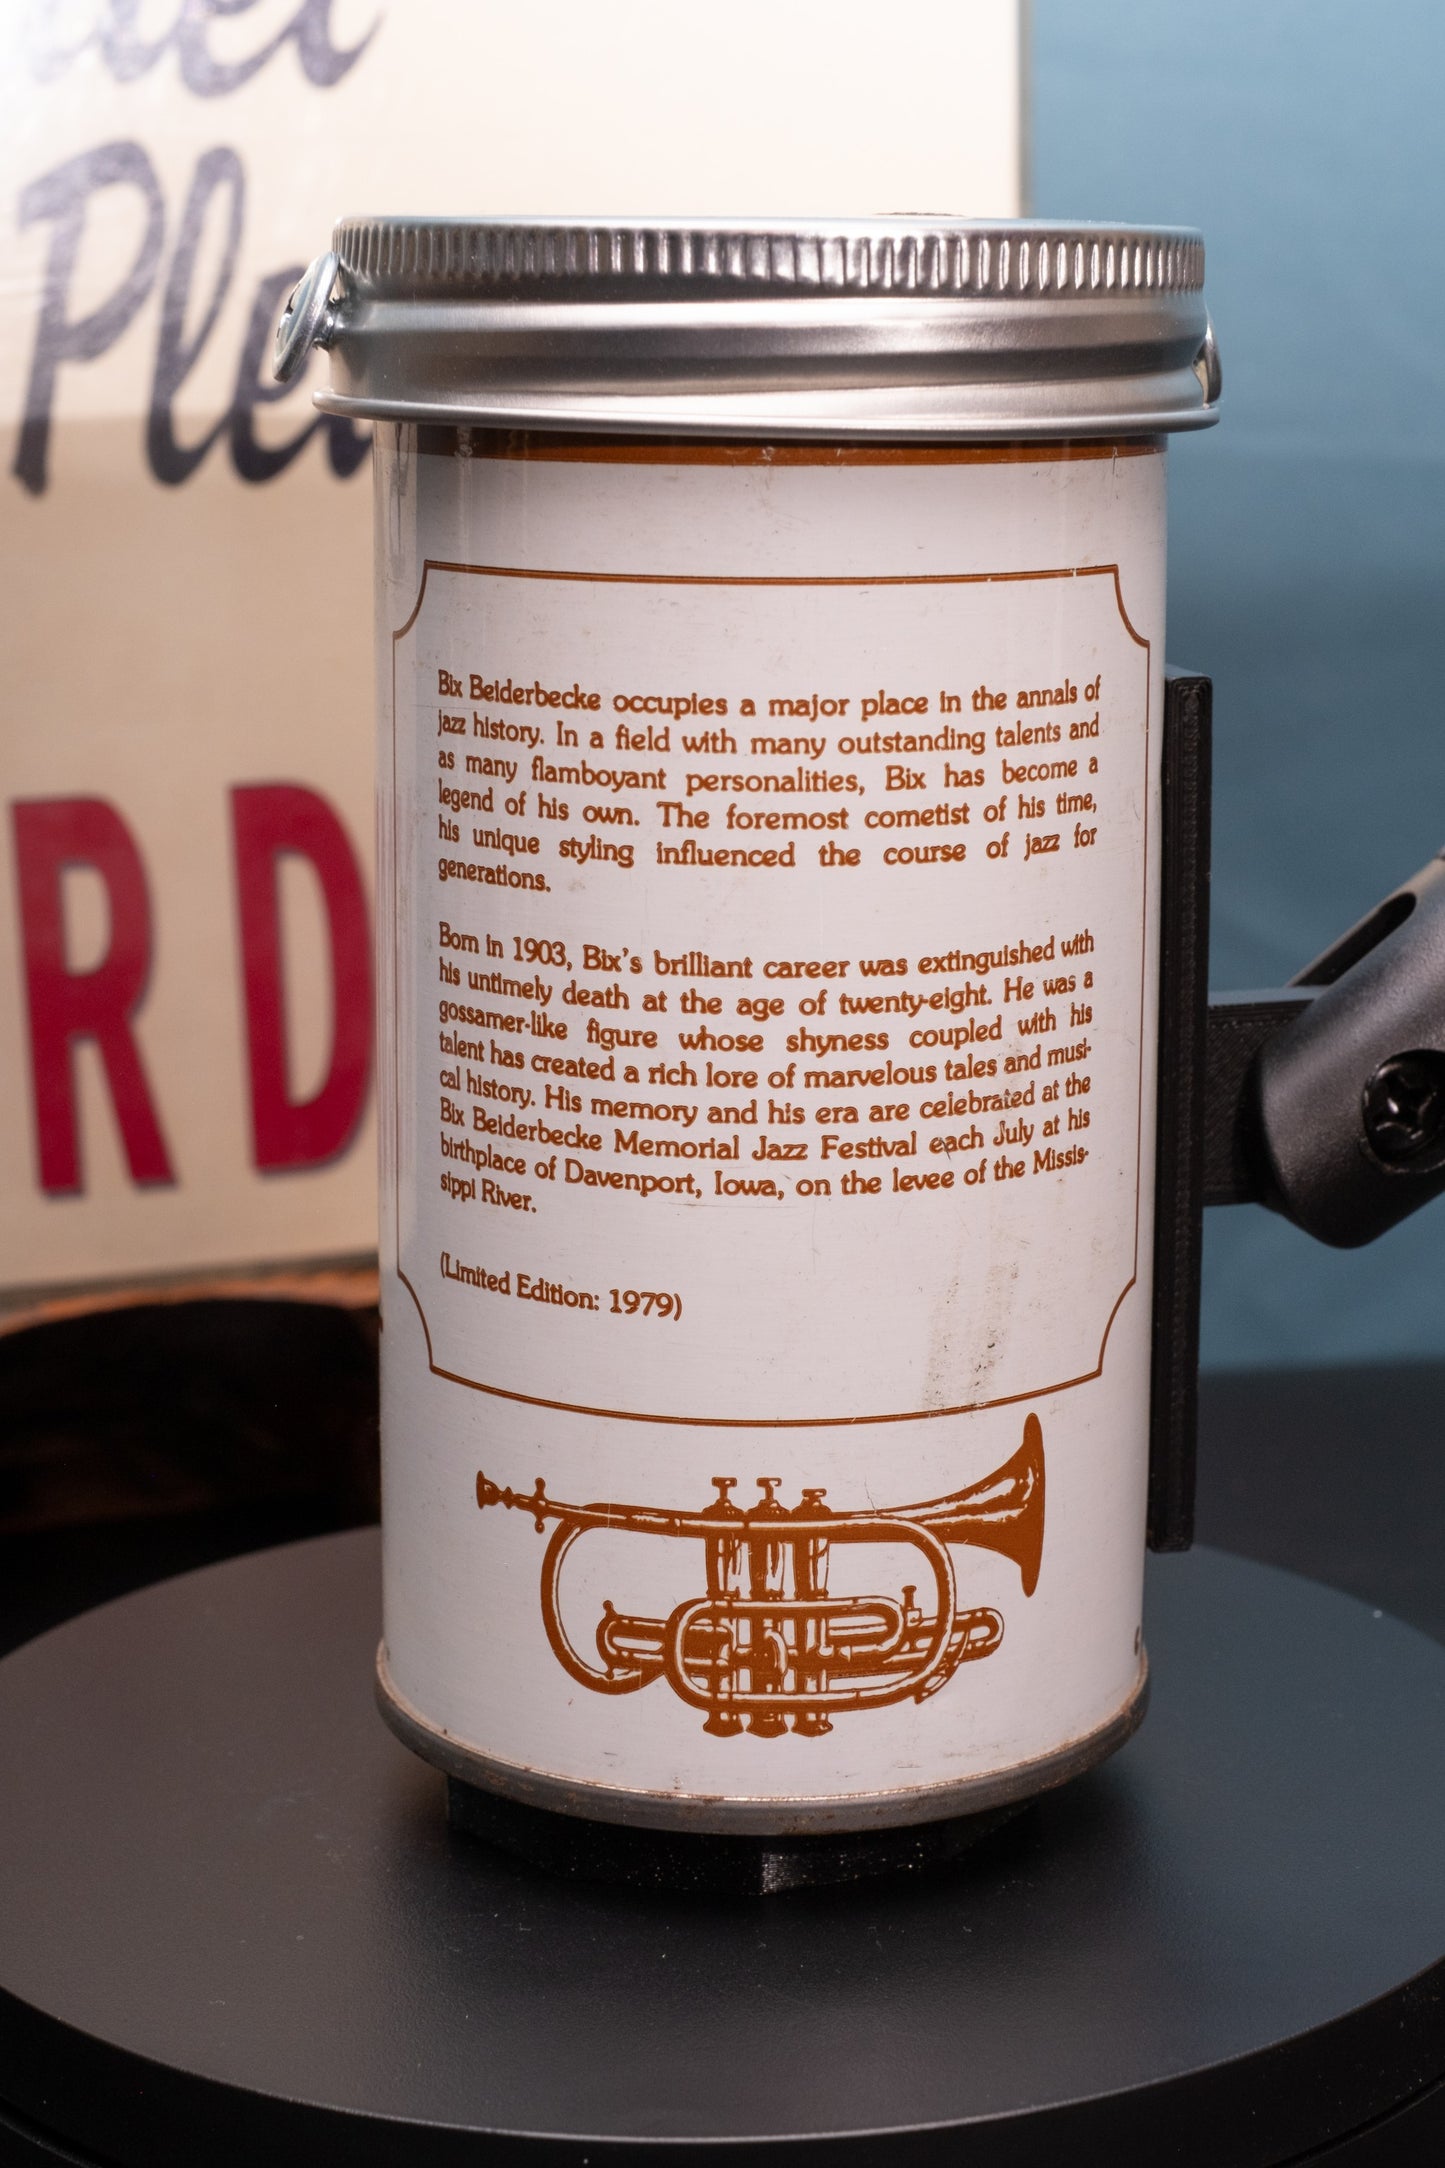 Ple
RD
Bix Beiderbecke occupies a major place in the annals of
jazz history. In a field with many outstanding talents and
as many flamboyant personalities, Bix has become a
legend of his own. The foremost cornetist of his time,
his unique styling influenced the course of jazz for
generations.
Born in 1903, Bix's brilliant career was extinguished with
his untimely death at the age of twenty-eight. He was a
gossamer-like figure whose shyness coupled with his
talent has created a rich lore of marvelous tales and musi-
cal history. His memory and his era are celebrated at the
Bix Beiderbecke Memorial Jazz Festival each July at his
birthplace of Davenport, Iowa, on the levee of the Missis-
sippi River.
(Limited Edition: 1979)